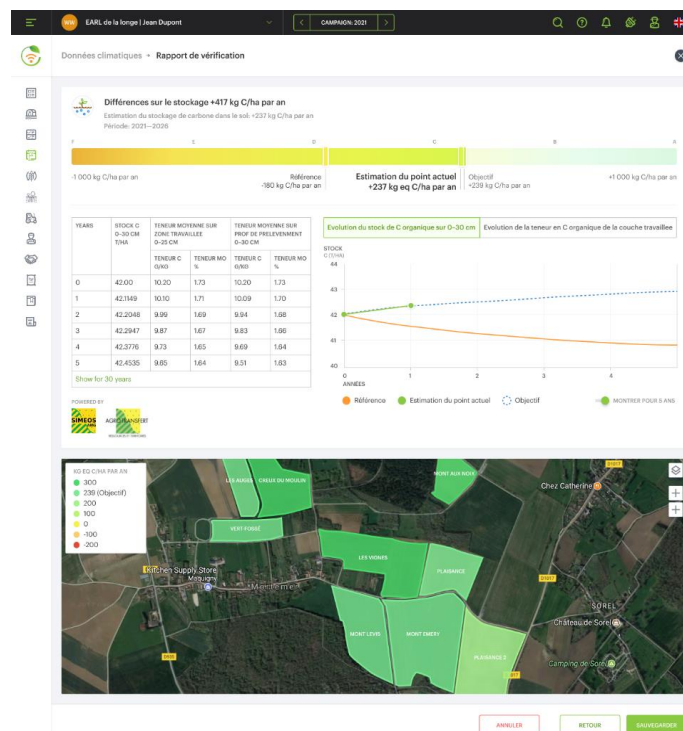 WW EARL de la longe | Jean Dupont
CAMPAIGN: 2021
Données climatiques • Rapport de vérification
Différences sur le stockage +417 kg C/ha par an
Estimation du stockage de carbone dans le sol: +237 kg C/ha par an
Période: 2021—2026
F E D C B A
-1 000 kg C/ha par an
Référence
-180 kg C/ha par an
Estimation du point actuel
+237 kg eq C/ha par an
Objectif
+239 kg C/ha par an
+1 000 kg C/ha par an
YEARS
STOCK C
0-30 CM
T/HA
TENEUR MOYENNE SUR
ZONE TRAVAILLEE
0-25 CM
TENEUR MOYENNE SUR
PROF DE PRELEVENMENT
0-30 CM
TENEUR C
G/KG
TENEUR MO
%
TENEUR C
G/KG
TENEUR MO
%
0 42.00 10.20 1.73 10.20 1.73
1 42.1149 10.10 1.71 10.09 1.70
2 42.2048 9.99 1.69 9.94 1.68
3 42.2947 9.87 1.67 9.83 1.66
4 42.3776 9.73 1.65 9.69 1.64
5 42.4535 9.65 1.64 9.51 1.63
Show for 30 years
POWERED BY
SIMEOS
AMG
AGRO TRANSFERT
Evolution du stock de C organique sur 0-30 cm
Evolution de la teneur en C organique de la couche travaillee
STOCK
C (T/HA)
44
43
42
41
40
0 1 2 3 4
ANNÉES
Référence
Estimation du point actuel
Objectif
MONTRER POUR 5 ANS
KG EQ C/HA PAR AN
300
239 (Objectif)
200
100
0
-100
-200
LES AUGES
CREUX DU MOULIN
MONT AUX NOIX
Chez Catherine
D1017
VERT-FOSSÉ
LES VIGNES
PLAISANCE
Kitchen Supply Store
D1017
SOREL
Château de Sorel
MONT LEVIS
MONT EMERY
PLAISANCE 2
Camping de Sorel
ANNULER
RETOUR
SAUVEGARDER